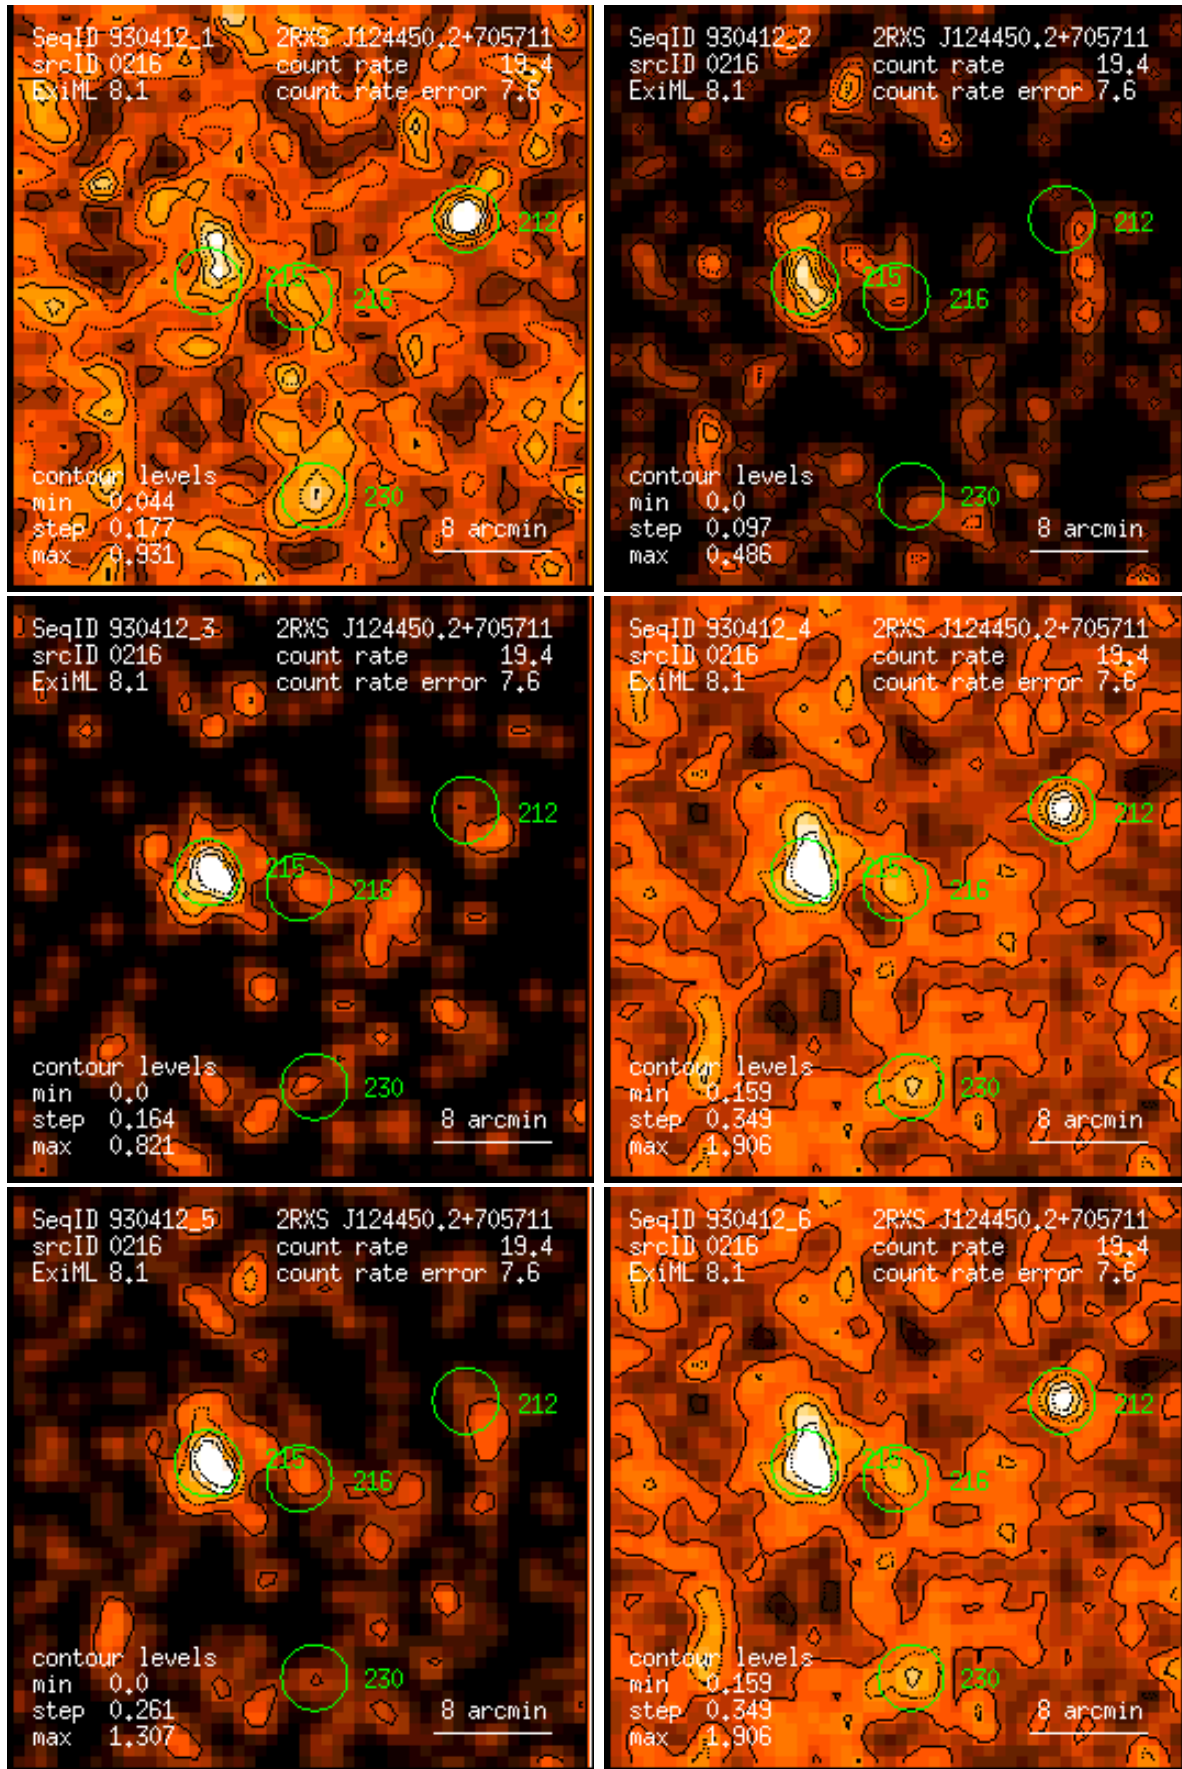 SeqID 930412_1 2RXS J124450.2+705711
srcID 0216 count rate 19.4
ExiML 8.1 count rate error 7.6
212
215
216
230
contour levels
min 0.044
step 0.177
max 0.931
8 arcmin
SeqID 930412_2 2RXS J124450.2+705711
srcID 0216 count rate 19.4
ExiML 8.1 count rate error 7.6
212
215
216
230
contour levels
min 0.0
step 0.097
max 0.486
8 arcmin
SeqID 930412_3 2RXS J124450.2+705711
srcID 0216 count rate 19.4
ExiML 8.1 count rate error 7.6
212
215
216
230
contour levels
min 0.0
step 0.164
max 0.821
8 arcmin
SeqID 930412_4 2RXS J124450.2+705711
srcID 0216 count rate 19.4
ExiML 8.1 count rate error 7.6
212
215
216
230
contour levels
min 0.159
step 0.349
max 1.906
8 arcmin
SeqID 930412_5 2RXS J124450.2+705711
srcID 0216 count rate 19.4
ExiML 8.1 count rate error 7.6
212
215
216
230
contour levels
min 0.0
step 0.261
max 1.307
8 arcmin
SeqID 930412_6 2RXS J124450.2+705711
srcID 0216 count rate 19.4
ExiML 8.1 count rate error 7.6
212
215
216
230
contour levels
min 0.159
step 0.349
max 1.906
8 arcmin